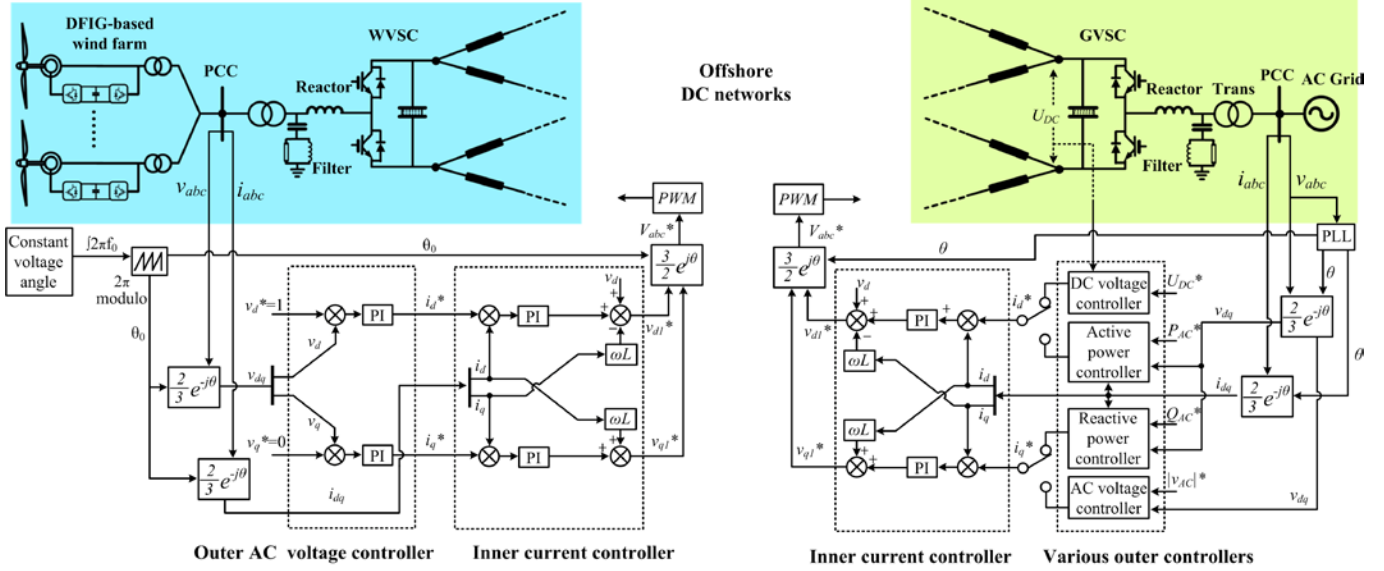 DFIG-based
wind farm
PCC
WVSC
Reactor
Filter
v_abc
i_abc
Offshore
DC networks
GVSC
U_DC
Reactor
Trans
PCC
AC Grid
Filter
i_abc
v_abc
Constant
voltage
angle
∫2πf₀
2π
modulo
θ₀
θ₀
PWM
V_abc*
3/2 e^jθ
v_d*=1
v_d
PI
i_d*
PI
v_d
+
+
−
v_d1*
ωL
2/3 e^-jθ
v_dq
v_q
i_d
i_q
ωL
v_q*=0
PI
i_q*
PI
+
+
v_q1*
2/3 e^-jθ
i_dq
Outer AC voltage controller
Inner current controller
PWM
V_abc*
3/2 e^jθ
θ
PLL
θ
θ
v_d
+
+
−
v_d1*
PI
+
i_d*
ωL
i_d
i_q
ωL
v_q1*
+
+
PI
i_q*
DC voltage
controller
U_DC*
Active
power
controller
P_AC*
Reactive
power
controller
Q_AC*
AC voltage
controller
|v_AC|*
v_dq
2/3 e^-jθ
i_dq
2/3 e^-jθ
v_dq
Inner current controller
Various outer controllers